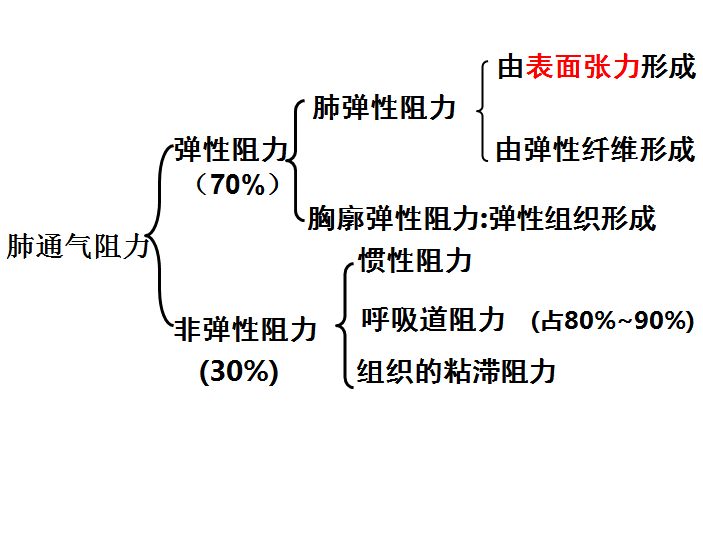 肺通气阻力
弹性阻力
（70%）
肺弹性阻力
由表面张力形成
由弹性纤维形成
胸廓弹性阻力:弹性组织形成
非弹性阻力
(30%)
惯性阻力
呼吸道阻力 (占80%~90%)
组织的粘滞阻力